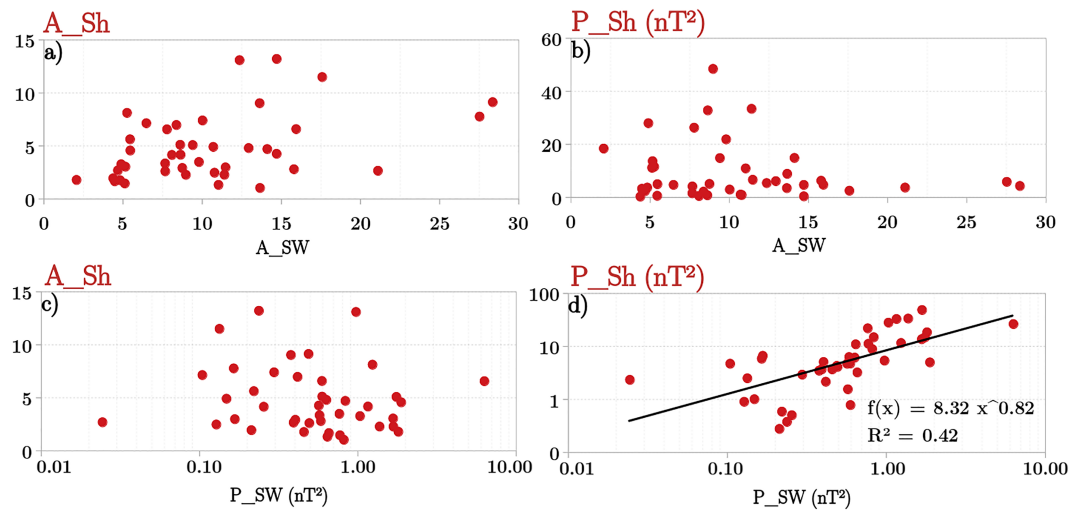 A_Sh
a)
15
10
5
0
0 5 10 15 20 25 30
A_SW
P_Sh (nT²)
b)
60
40
20
0
0 5 10 15 20 25 30
A_SW
A_Sh
c)
15
10
5
0
0.01 0.10 1.00 10.00
P_SW (nT²)
P_Sh (nT²)
d)
100
10
1
0
f(x) = 8.32 x^0.82
R² = 0.42
0.01 0.10 1.00 10.00
P_SW (nT²)